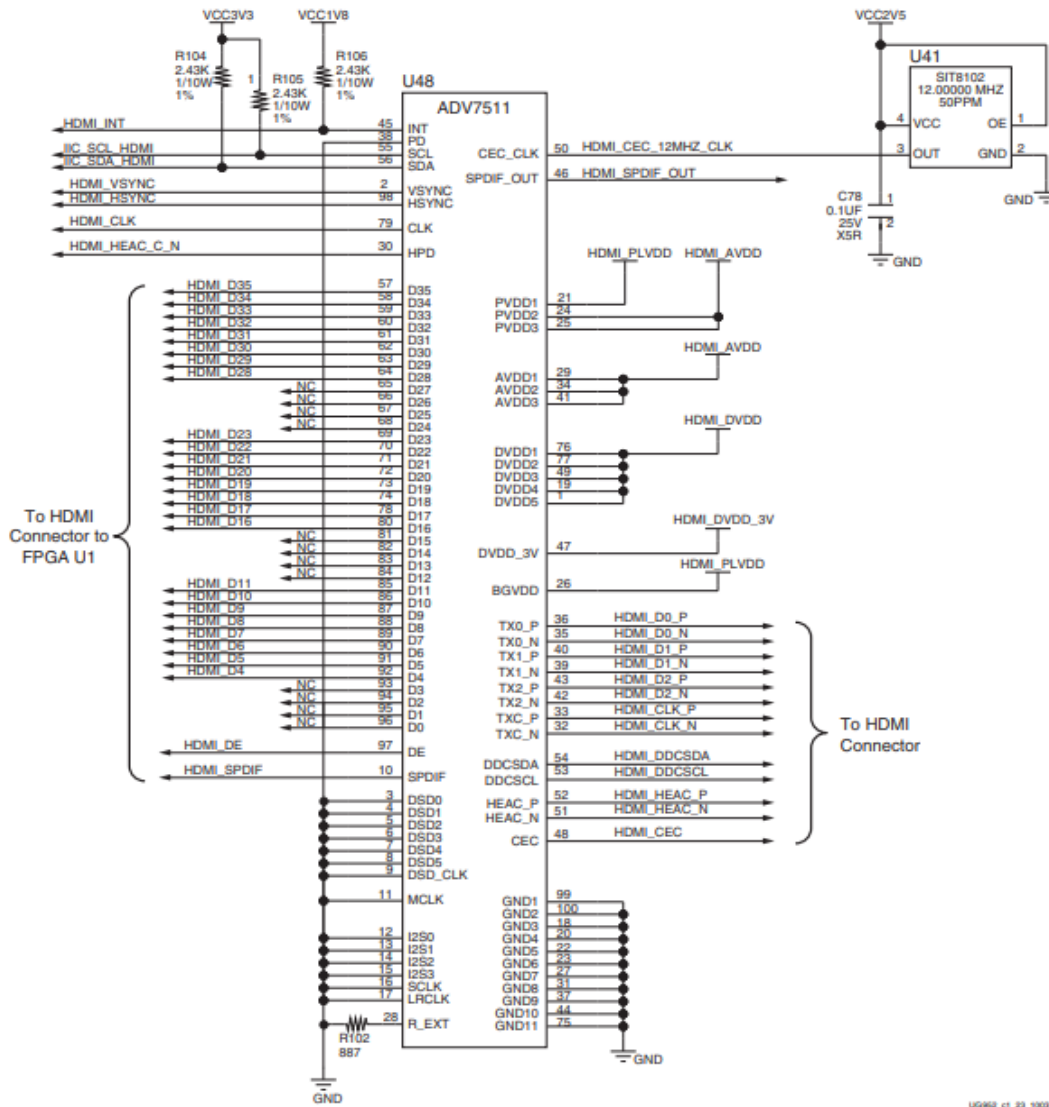 VCC3V3
VCC1V8
VCC2V5
R104
2.43K
1/10W
1%
1
R105
2.43K
1/10W
1%
R106
2.43K
1/10W
1%
U48
ADV7511
U41
SIT8102
12.00000 MHZ
50PPM
4 VCC OE 1
3 OUT GND 2
GND
C78 1
0.1UF
25V 2
X5R
GND
HDMI_INT 45 INT
38 PD
IIC_SCL_HDMI 55 SCL
IIC_SDA_HDMI 56 SDA
HDMI_VSYNC 2 VSYNC
HDMI_HSYNC 98 HSYNC
HDMI_CLK 79 CLK
HDMI_HEAC_C_N 30 HPD
HDMI_D35 57 D35
HDMI_D34 58 D34
HDMI_D33 59 D33
HDMI_D32 60 D32
HDMI_D31 61 D31
HDMI_D30 62 D30
HDMI_D29 63 D29
HDMI_D28 64 D28
NC 65 D27
NC 66 D26
NC 67 D25
NC 68 D24
HDMI_D23 69 D23
HDMI_D22 70 D22
HDMI_D21 71 D21
HDMI_D20 72 D20
HDMI_D19 73 D19
HDMI_D18 74 D18
HDMI_D17 78 D17
HDMI_D16 80 D16
NC 81 D15
NC 82 D14
NC 83 D13
NC 84 D12
HDMI_D11 85 D11
HDMI_D10 86 D10
HDMI_D9 87 D9
HDMI_D8 88 D8
HDMI_D7 89 D7
HDMI_D6 90 D6
HDMI_D5 91 D5
HDMI_D4 92 D4
NC 93 D3
NC 94 D2
NC 95 D1
NC 96 D0
HDMI_DE 97 DE
HDMI_SPDIF 10 SPDIF
To HDMI
Connector to
FPGA U1
3 DSD0
4 DSD1
5 DSD2
6 DSD3
7 DSD4
8 DSD5
9 DSD_CLK
11 MCLK
12 I2S0
13 I2S1
14 I2S2
15 I2S3
16 SCLK
17 LRCLK
28 R_EXT
R102
887
GND
CEC_CLK 50 HDMI_CEC_12MHZ_CLK
SPDIF_OUT 46 HDMI_SPDIF_OUT
HDMI_PLVDD HDMI_AVDD
PVDD1 21
PVDD2 24
PVDD3 25
HDMI_AVDD
AVDD1 29
AVDD2 34
AVDD3 41
HDMI_DVDD
DVDD1 76
DVDD2 77
DVDD3 49
DVDD4 19
DVDD5 1
HDMI_DVDD_3V
DVDD_3V 47
HDMI_PLVDD
BGVDD 26
TX0_P 36 HDMI_D0_P
TX0_N 35 HDMI_D0_N
TX1_P 40 HDMI_D1_P
TX1_N 39 HDMI_D1_N
TX2_P 43 HDMI_D2_P
TX2_N 42 HDMI_D2_N
TXC_P 33 HDMI_CLK_P
TXC_N 32 HDMI_CLK_N
DDCSDA 54 HDMI_DDCSDA
DDCSCL 53 HDMI_DDCSCL
HEAC_P 52 HDMI_HEAC_P
HEAC_N 51 HDMI_HEAC_N
CEC 48 HDMI_CEC
To HDMI
Connector
GND1 99
GND2 100
GND3 18
GND4 20
GND5 22
GND6 23
GND7 27
GND8 31
GND9 37
GND10 44
GND11 75
GND